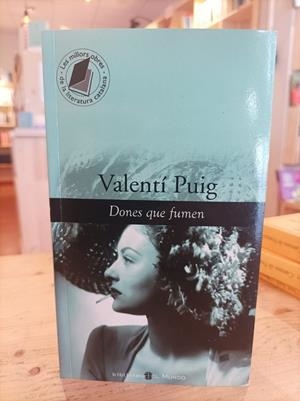 Les millors obres
de la literatura catalana
Valentí Puig
Dones que fumen
EL MUNDO